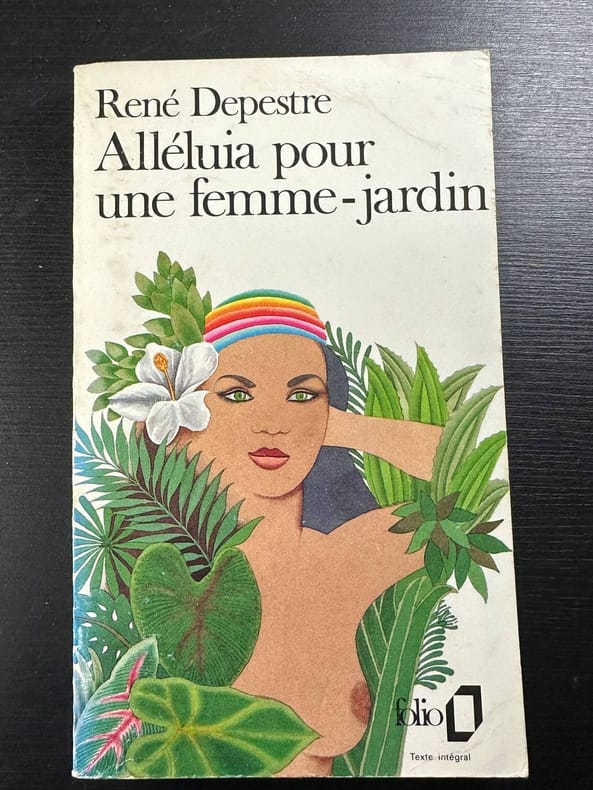 René Depestre
Alléluia pour
une femme-jardin
folio
Texte intégral